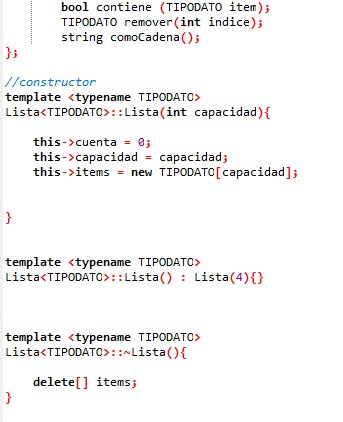 bool contiene (TIPODATO item);
TIPODATO remover(int indice);
string comoCadena();
};
//constructor
template <typename TIPODATO>
Lista<TIPODATO>::Lista(int capacidad){
this->cuenta = 0;
this->capacidad = capacidad;
this->items = new TIPODATO[capacidad];
}
template <typename TIPODATO>
Lista<TIPODATO>::Lista() : Lista(4){}
template <typename TIPODATO>
Lista<TIPODATO>::~Lista(){
delete[] items;
}